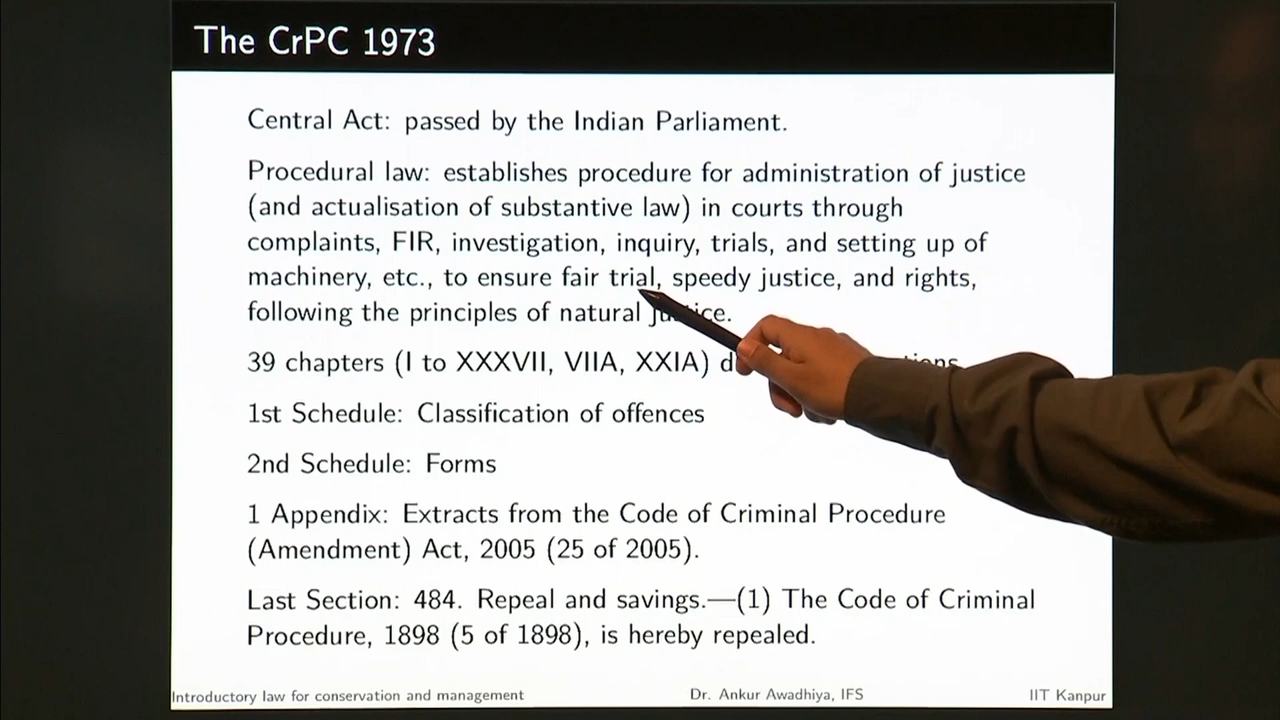 The CrPC 1973
Central Act: passed by the Indian Parliament.
Procedural law: establishes procedure for administration of justice
(and actualisation of substantive law) in courts through
complaints, FIR, investigation, inquiry, trials, and setting up of
machinery, etc., to ensure fair trial, speedy justice, and rights,
following the principles of natural
39 chapters (I to XXXVII, VIIA, XXIA)
1st Schedule: Classification of offences
2nd Schedule: Forms
1 Appendix: Extracts from the Code of Criminal Procedure
(Amendment) Act, 2005 (25 of 2005).
Last Section: 484. Repeal and savings.—(1) The Code of Criminal
Procedure, 1898 (5 of 1898), is hereby repealed.
Introductory law for conservation and management Dr. Ankur Awadhiya, IFS IIT Kanpur